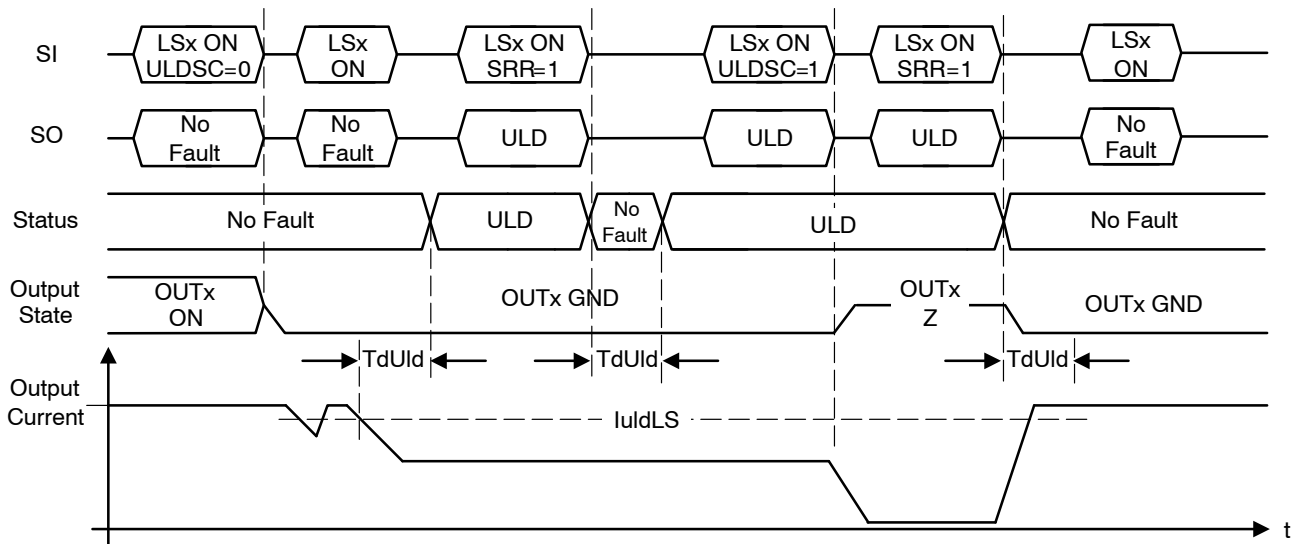 SI
LSx ON
ULDSC=0
LSx
ON
LSx ON
SRR=1
LSx ON
ULDSC=1
LSx ON
SRR=1
LSx
ON
SO
No
Fault
No
Fault
ULD
ULD
ULD
No
Fault
Status
No Fault
ULD
No
Fault
ULD
No Fault
Output
State
OUTx
ON
OUTx GND
OUTx
Z
OUTx GND
TdUld
TdUld
TdUld
Output
Current
IuldLS
t